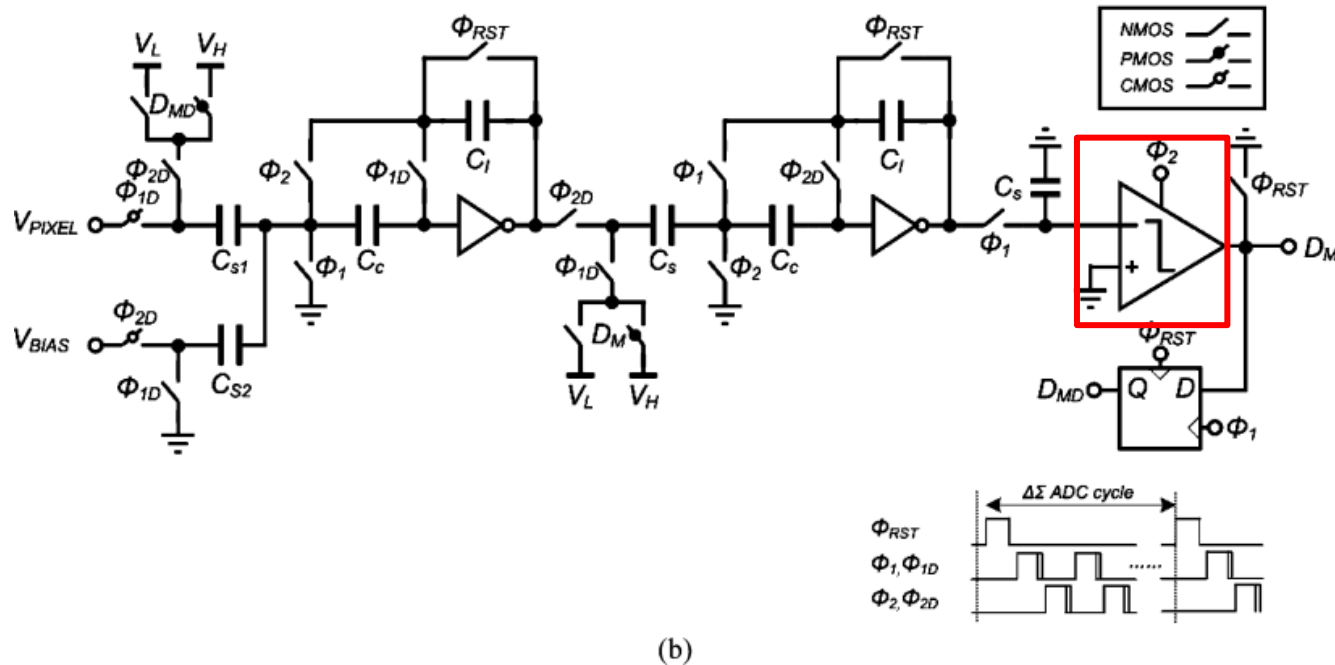 Φ_RST
Φ_RST
NMOS
PMOS
CMOS
V_L
V_H
D_MD
C_I
C_I
Φ_2
Φ_2D
Φ_1D
Φ_2
Φ_1D
Φ_1
Φ_2D
C_s
Φ_RST
V_PIXEL
Φ_2D
- 
D_M
C_s1
Φ_1
C_c
Φ_1D
C_s
Φ_2
C_c
Φ_1
+
V_BIAS
Φ_2D
C_S2
D_M
Φ_RST
Φ_1D
V_L
V_H
D_MD
Q
D
Φ_1
ΔΣ ADC cycle
Φ_RST
Φ_1,Φ_1D
......
Φ_2,Φ_2D
(b)